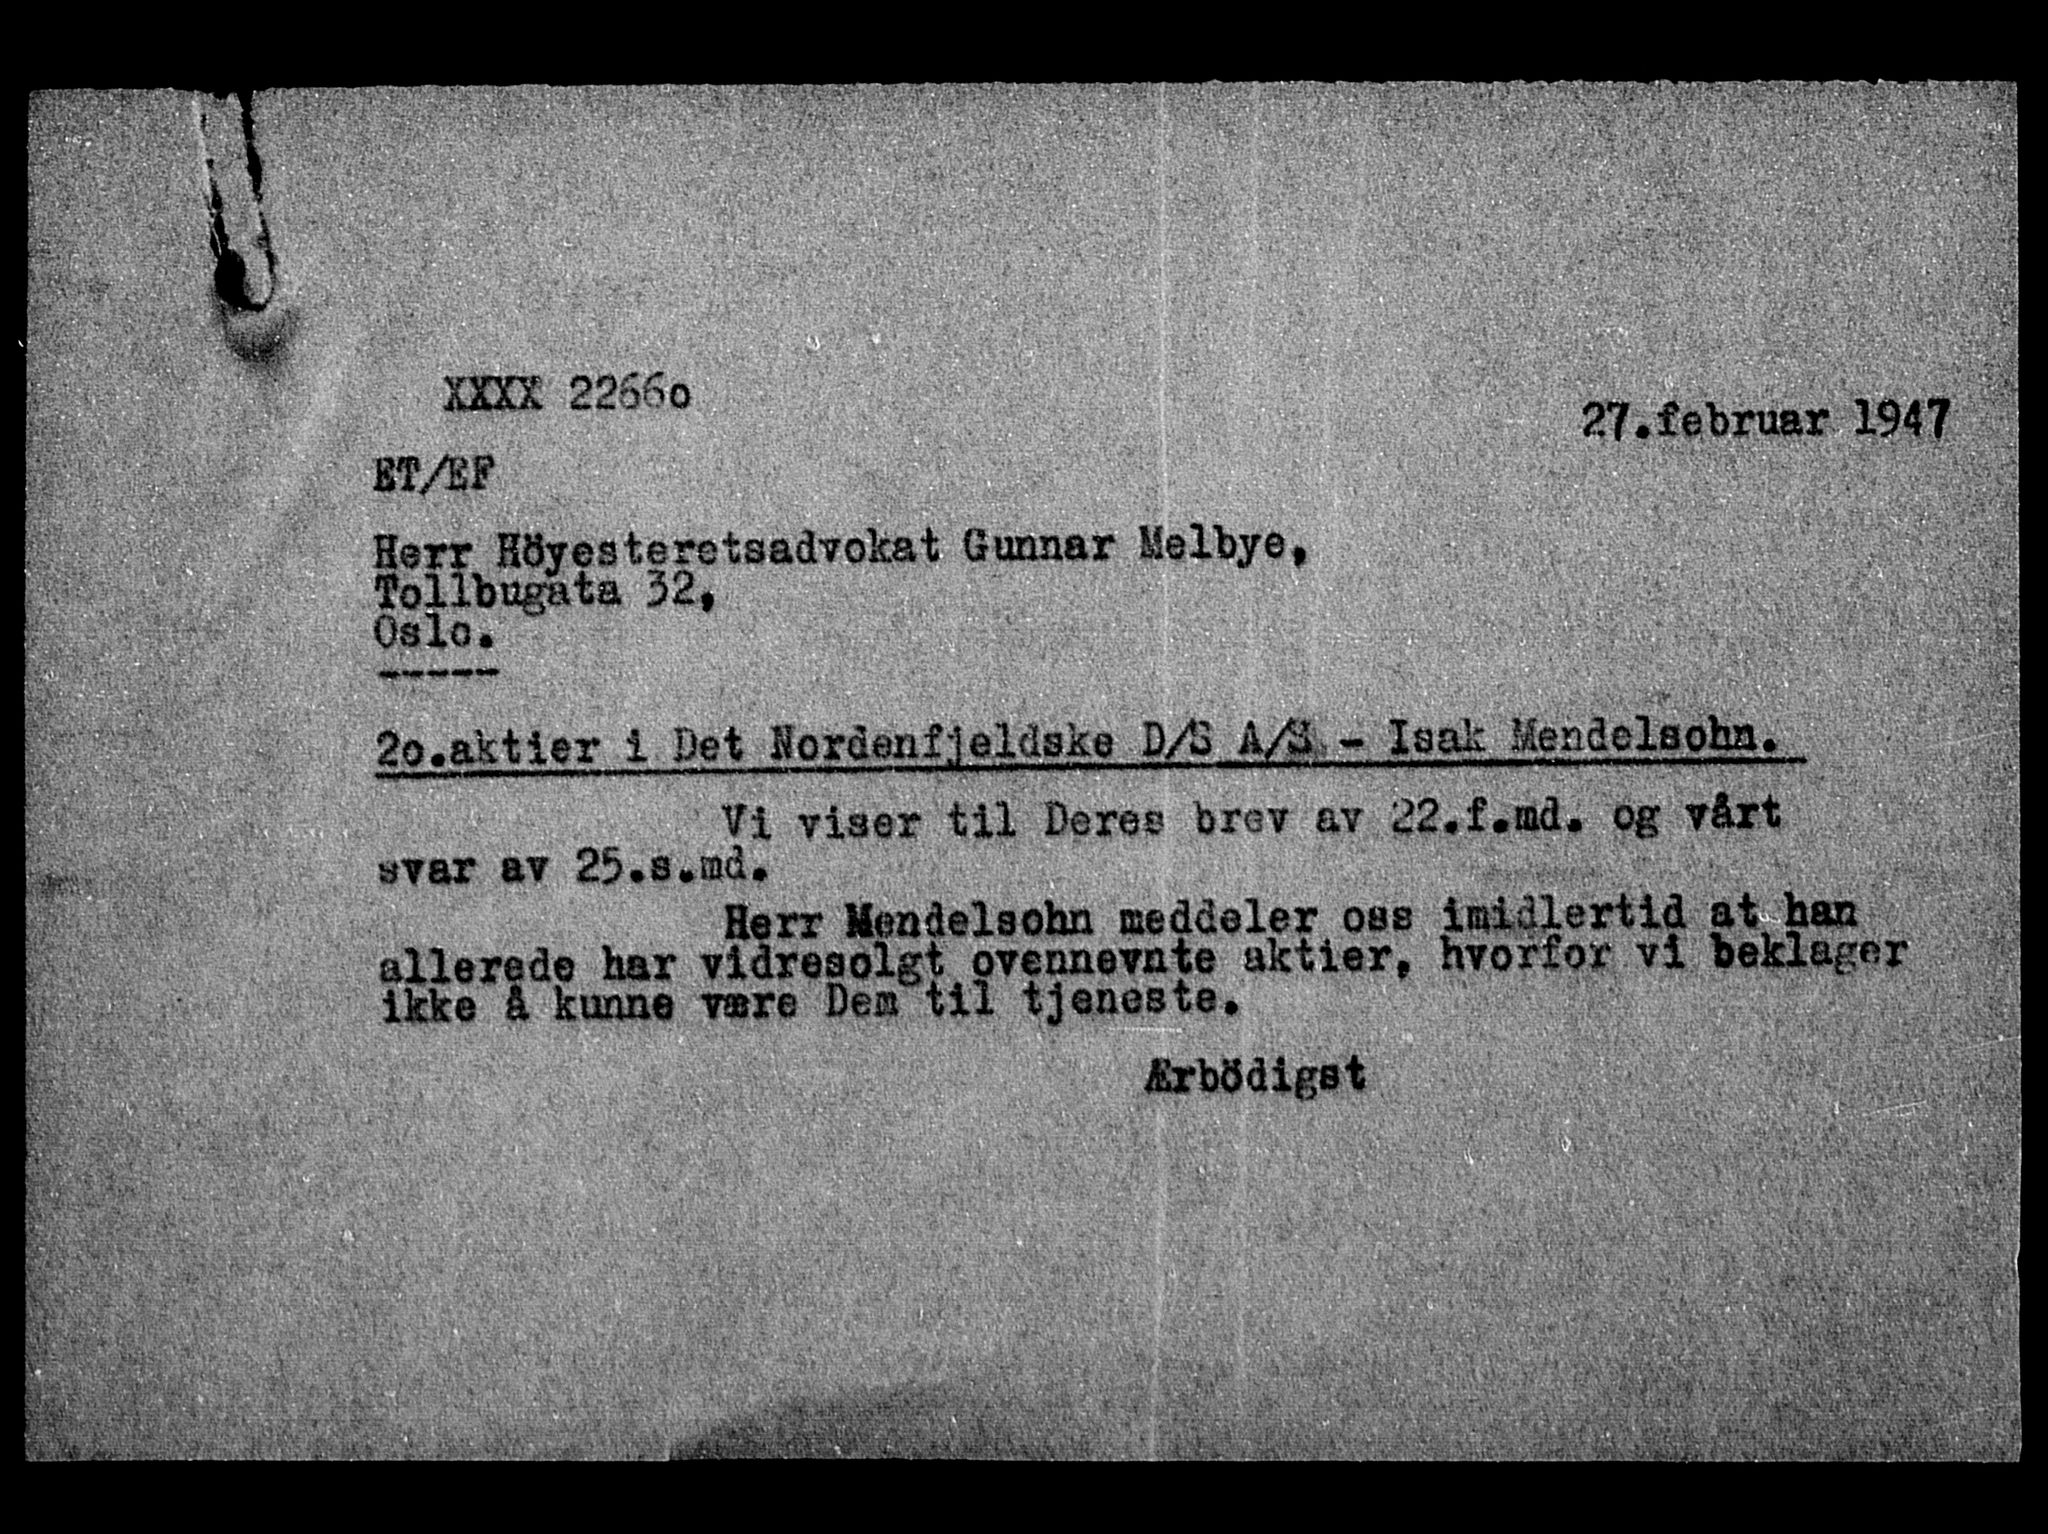 XXXX 2266o
27.februar 1947
ET/EF
Herr Höyesteretsadvokat Gunnar Melbye,
Tollbugata 32,
Oslo.
-----
2o.aktier i Det Nordenfjeldske D/S A/S. - Isak Mendelsohn.
Vi viser til Deres brev av 22.f.md. og vårt
svar av 25.s.md.
Herr Mendelsohn meddeler oss imidlertid at han
allerede har vidresolgt ovennevnte aktier, hvorfor vi beklager
ikke å kunne være Dem til tjeneste.
Ærbödigst